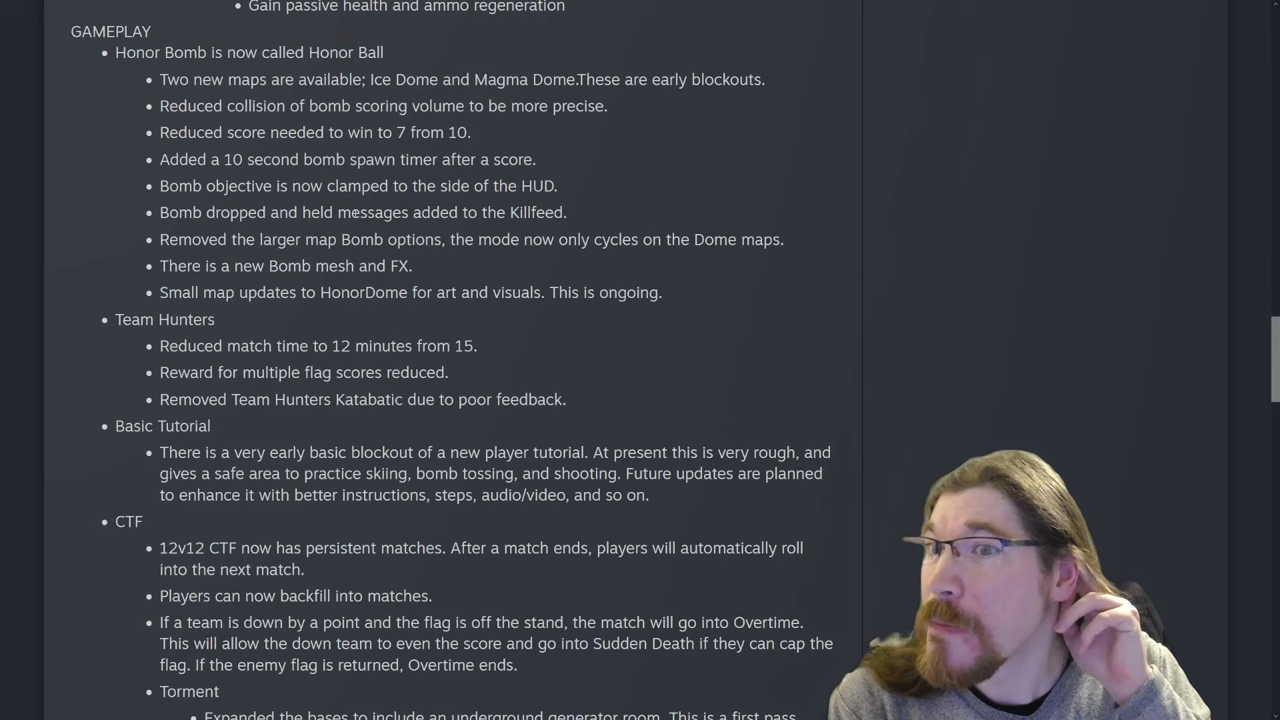 Gain passive health and ammo regeneration
GAMEPLAY
Honor Bomb is now called Honor Ball
Two new maps are available; Ice Dome and Magma Dome.These are early blockouts.
Reduced collision of bomb scoring volume to be more precise.
Reduced score needed to win to 7 from 10.
Added a 10 second bomb spawn timer after a score.
Bomb objective is now clamped to the side of the HUD.
Bomb dropped and held messages added to the Killfeed.
Removed the larger map Bomb options, the mode now only cycles on the Dome maps.
There is a new Bomb mesh and FX.
Small map updates to HonorDome for art and visuals. This is ongoing.
Team Hunters
Reduced match time to 12 minutes from 15.
Reward for multiple flag scores reduced.
Removed Team Hunters Katabatic due to poor feedback.
Basic Tutorial
There is a very early basic blockout of a new player tutorial. At present this is very rough, and
gives a safe area to practice skiing, bomb tossing, and shooting. Future updates are planned
to enhance it with better instructions, steps, audio/video, and so on.
CTF
12v12 CTF now has persistent matches. After a match ends, players will automatically roll
into the next match.
Players can now backfill into matches.
If a team is down by a point and the flag is off the stand, the match will go into Overtime.
This will allow the down team to even the score and go into Sudden Death if they can cap the
flag. If the enemy flag is returned, Overtime ends.
Torment
Expanded the bases to include an underground generator room. This is a first pass